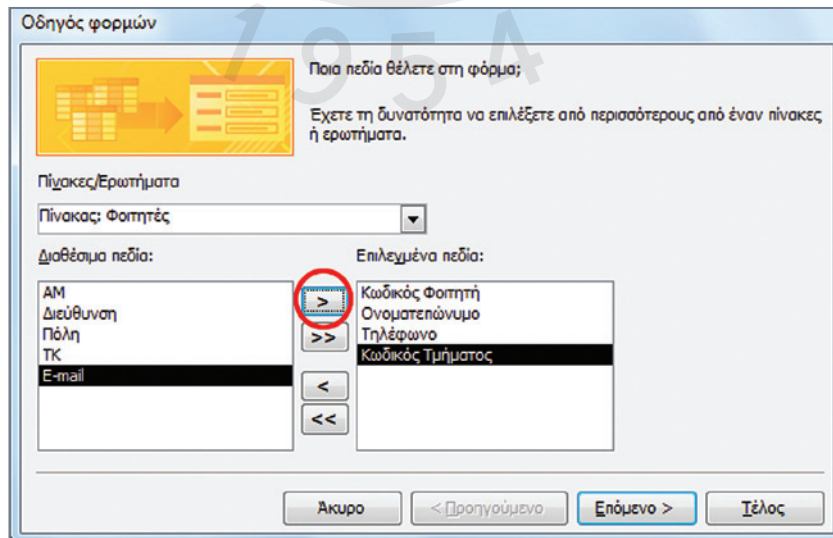 Οδηγός φορμών
1954
Ποια πεδία θέλετε στη φόρμα;
Έχετε τη δυνατότητα να επιλέξετε από περισσότερους από έναν πίνακες
ή ερωτήματα.
Πίνακες/Ερωτήματα
Πίνακας: Φοιτητές
Διαθέσιμα πεδία:
Επιλεγμένα πεδία:
ΑΜ
Διεύθυνση
Πόλη
ΤΚ
E-mail
>
>>
<
<<
Κωδικός Φοιτητή
Ονοματεπώνυμο
Τηλέφωνο
Κωδικός Τμήματος
Άκυρο
< Προηγούμενο
Επόμενο >
Τέλος